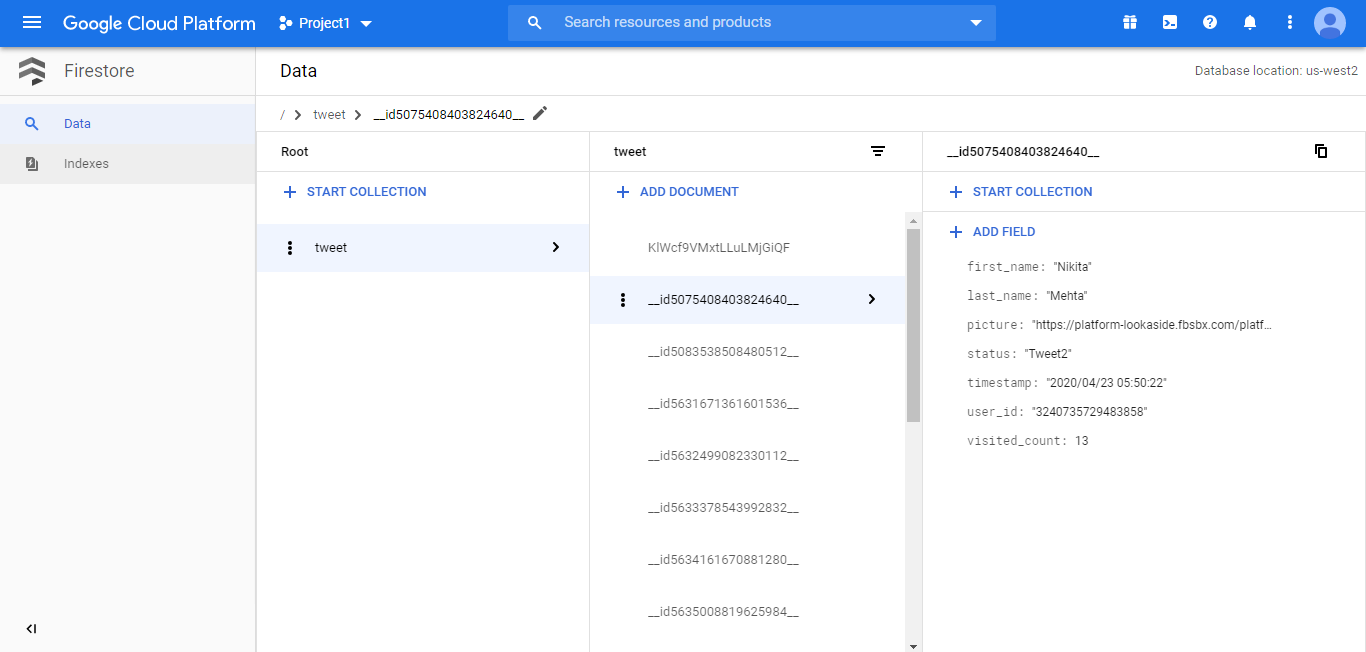 Google Cloud Platform
Project1
Search resources and products
Firestore
Data
Database location: us-west2
Data
Indexes
/ > tweet > __id5075408403824640__
Root
START COLLECTION
tweet
tweet
ADD DOCUMENT
KlWcf9VMxtLLuLMjGiQF
__id5075408403824640__
__id5083538508480512__
__id5631671361601536__
__id5632499082330112__
__id5633378543992832__
__id5634161670881280__
__id5635008819625984__
__id5075408403824640__
START COLLECTION
ADD FIELD
first_name: "Nikita"
last_name: "Mehta"
picture: "https://platform-lookaside.fbsbx.com/platf...
status: "Tweet2"
timestamp: "2020/04/23 05:50:22"
user_id: "3240735729483858"
visited_count: 13